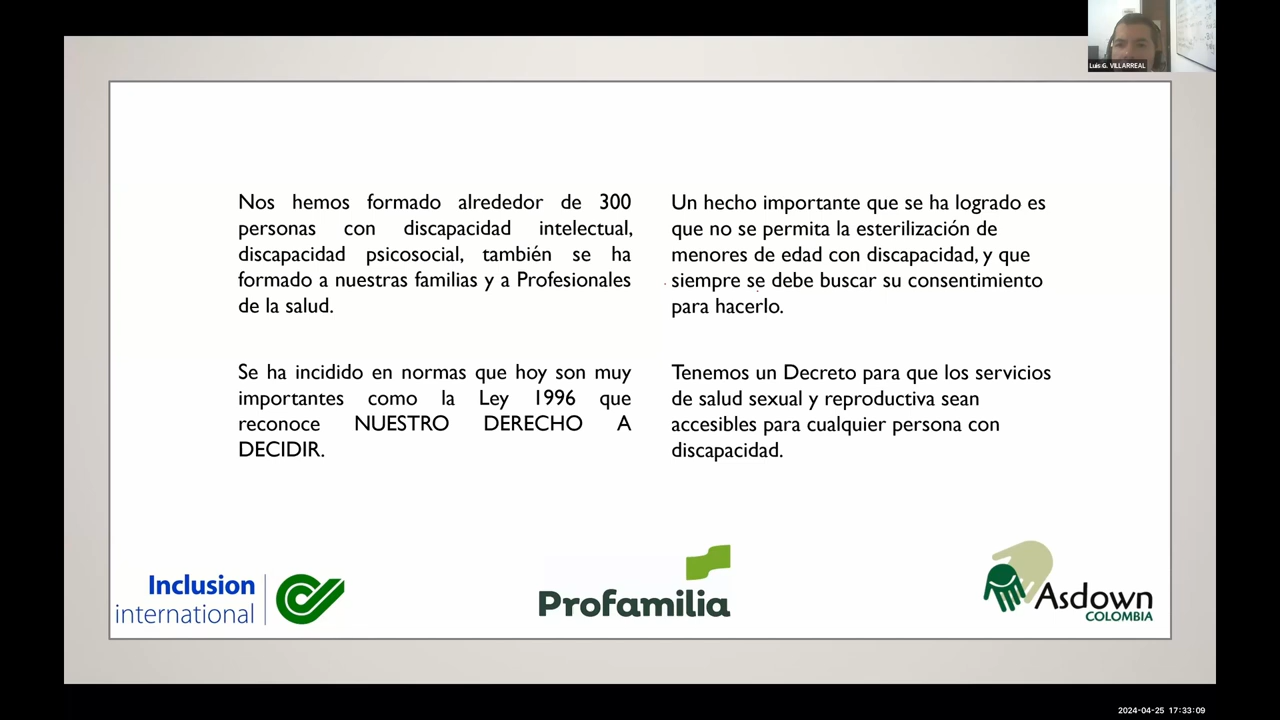 Luis G. VILLARREAL
Nos hemos formado alrededor de 300
personas con discapacidad intelectual,
discapacidad psicosocial, también se ha
formado a nuestras familias y a Profesionales
de la salud.
Se ha incidido en normas que hoy son muy
importantes como la Ley 1996 que
reconoce NUESTRO DERECHO A
DECIDIR.
Un hecho importante que se ha logrado es
que no se permita la esterilización de
menores de edad con discapacidad, y que
siempre se debe buscar su consentimiento
para hacerlo.
Tenemos un Decreto para que los servicios
de salud sexual y reproductiva sean
accesibles para cualquier persona con
discapacidad.
Inclusion
international
Profamilia
Asdown
COLOMBIA
2024-04-25 17:33:09